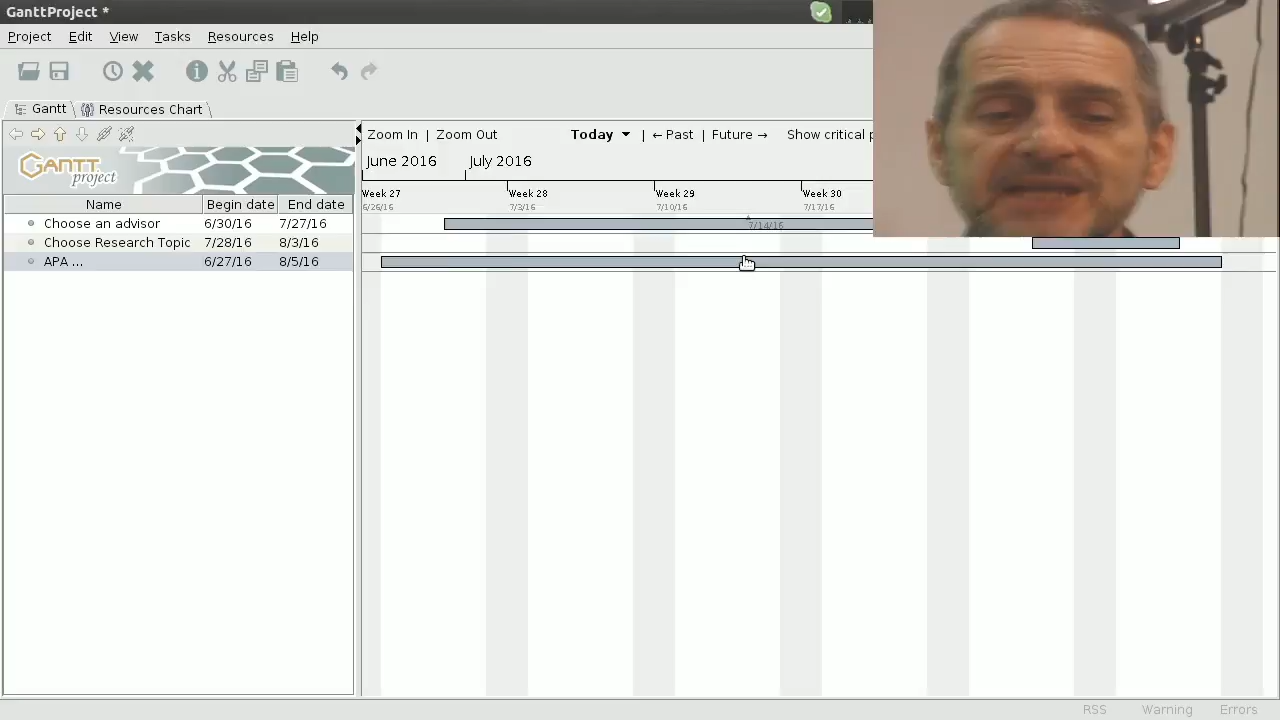 GanttProject *
Project Edit View Tasks Resources Help
Gantt Resources Chart
Zoom In | Zoom Out Today | ← Past | Future → Show critical p
GANTT project
June 2016 July 2016
Week 27 Week 28 Week 29 Week 30
6/26/16 7/3/16 7/10/16 7/17/16
Name Begin date End date
Choose an advisor 6/30/16 7/27/16
7/14/16
Choose Research Topic 7/28/16 8/3/16
APA ... 6/27/16 8/5/16
RSS Warning Errors